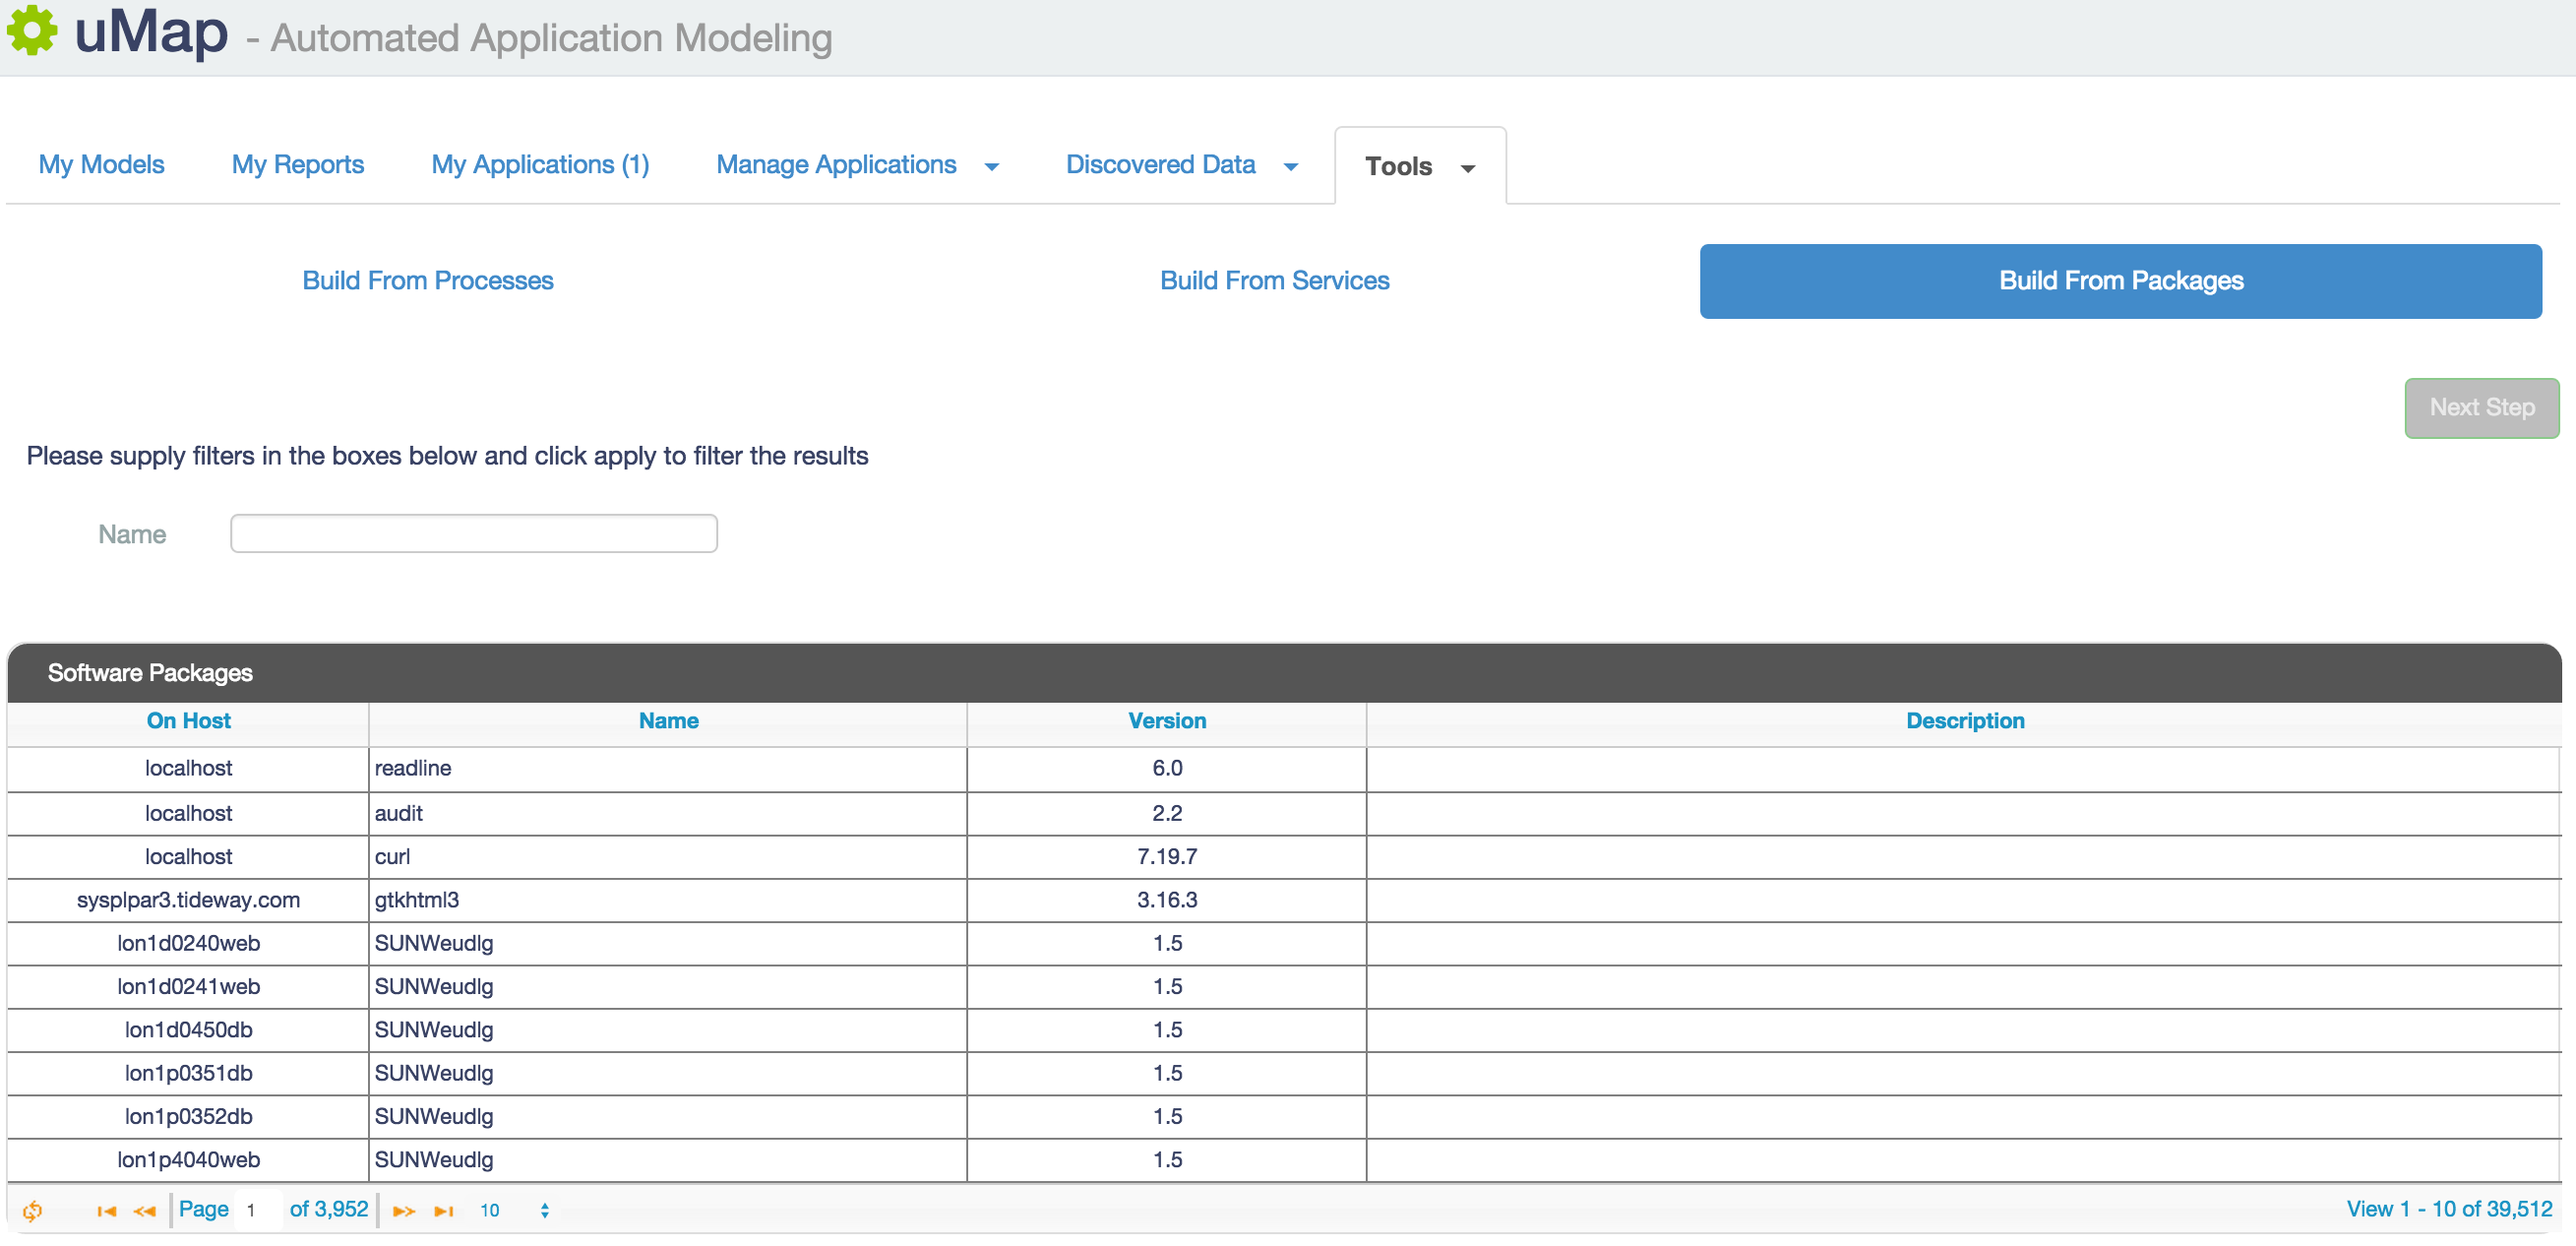 uMap - Automated Application Modeling
My Models My Reports My Applications (1) Manage Applications Discovered Data Tools
Build From Processes Build From Services Build From Packages
Next Step
Please supply filters in the boxes below and click apply to filter the results
Name
Software Packages
On Host Name Version Description
localhost readline 6.0
localhost audit 2.2
localhost curl 7.19.7
sysplpar3.tideway.com gtkhtml3 3.16.3
lon1d0240web SUNWeudlg 1.5
lon1d0241web SUNWeudlg 1.5
lon1d0450db SUNWeudlg 1.5
lon1p0351db SUNWeudlg 1.5
lon1p0352db SUNWeudlg 1.5
lon1p4040web SUNWeudlg 1.5
Page 1 of 3,952 10 View 1 - 10 of 39,512